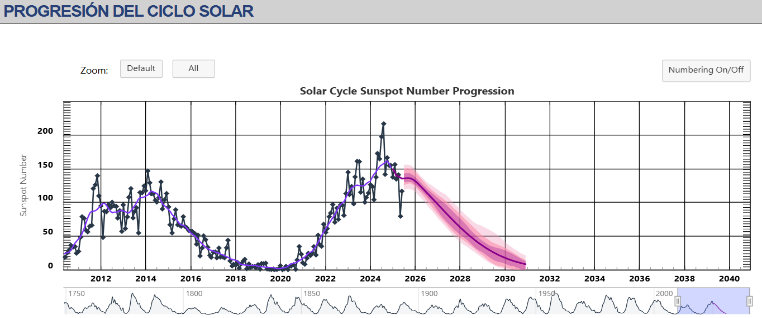 PROGRESIÓN DEL CICLO SOLAR
Zoom: Default All Numbering On/Off
Solar Cycle Sunspot Number Progression
Sunspot Number
200
150
100
50
0
2012 2014 2016 2018 2020 2022 2024 2026 2028 2030 2032 2034 2036 2038 2040
1750 1800 1850 1900 1950 2000